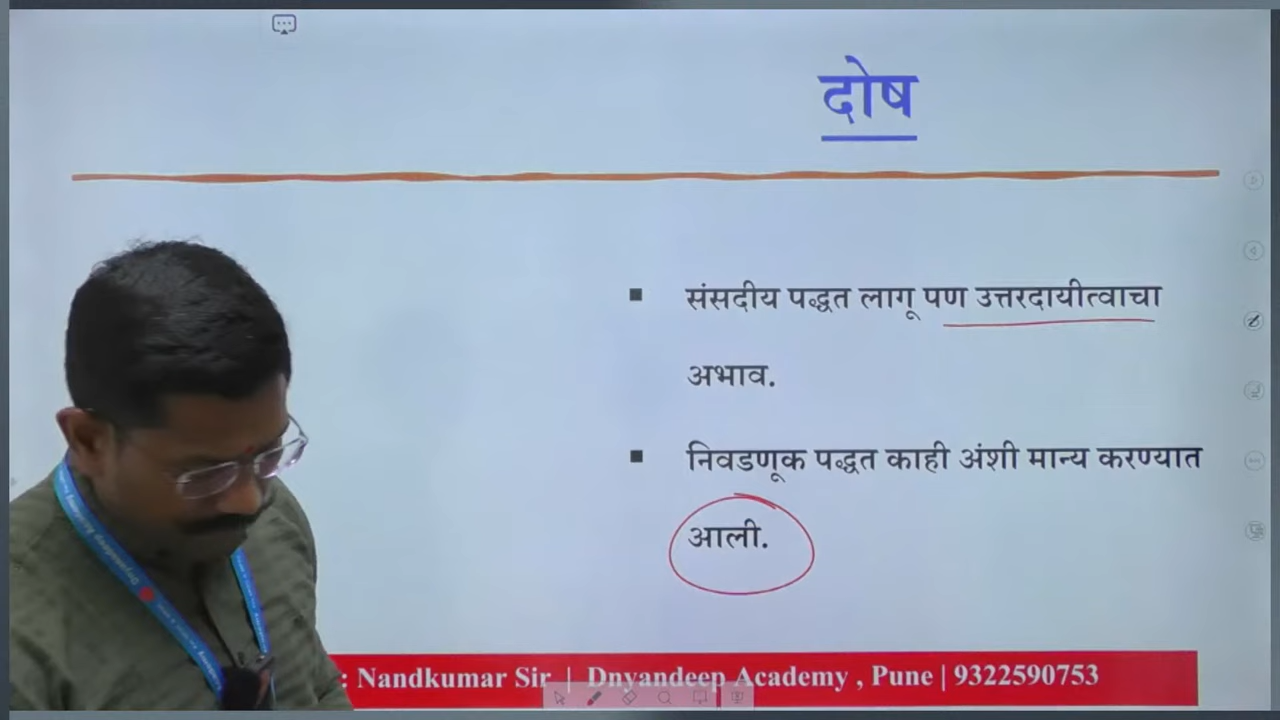 दोष
संसदीय पद्धत लागू पण उत्तरदायीत्वाचा
अभाव.
निवडणूक पद्धत काही अंशी मान्य करण्यात
आली.
: Nandkumar Sir | Dnyandeep Academy , Pune | 9322590753